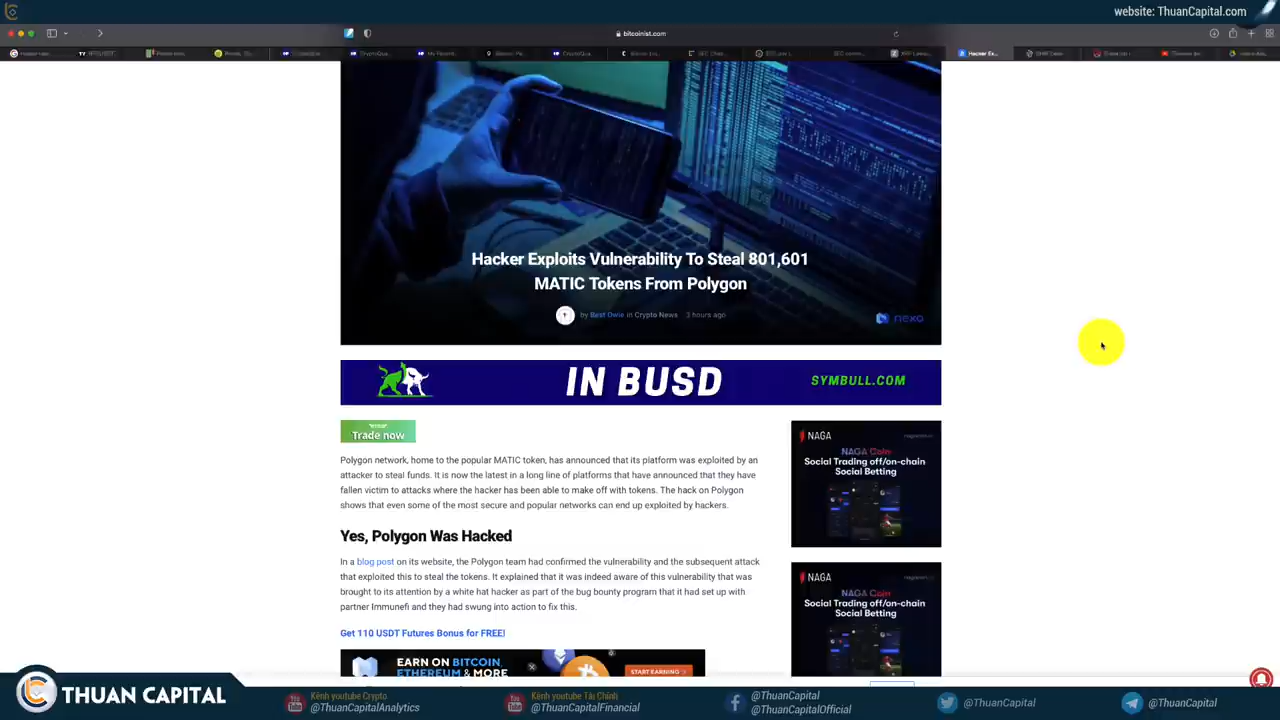 website: ThuanCapital.com
bitcoinist.com
Hacker Ex...
Hacker Exploits Vulnerability To Steal 801,601
MATIC Tokens From Polygon
by Best Owie in Crypto News 3 hours ago
nexo
IN BUSD
SYMBULL.COM
Trade now
Polygon network, home to the popular MATIC token, has announced that its platform was exploited by an
attacker to steal funds. It is now the latest in a long line of platforms that have announced that they have
fallen victim to attacks where the hacker has been able to make off with tokens. The hack on Polygon
shows that even some of the most secure and popular networks can end up exploited by hackers.
Yes, Polygon Was Hacked
In a blog post on its website, the Polygon team had confirmed the vulnerability and the subsequent attack
that exploited this to steal the tokens. It explained that it was indeed aware of this vulnerability that was
brought to its attention by a white hat hacker as part of the bug bounty program that it had set up with
partner Immunefi and they had swung into action to fix this.
Get 110 USDT Futures Bonus for FREE!
EARN ON BITCOIN,
ETHEREUM & MORE
START EARNING >
NAGA
NAGA Coin
Social Trading off/on-chain
Social Betting
NAGA
NAGA Coin
Social Trading off/on-chain
Social Betting
THUAN CAPITAL
Kênh youtube Crypto
@ThuanCapitalAnalytics
Kênh youtube Tài Chính
@ThuanCapitalFinancial
@ThuanCapital
@ThuanCapitalOfficial
@ThuanCapital
@ThuanCapital